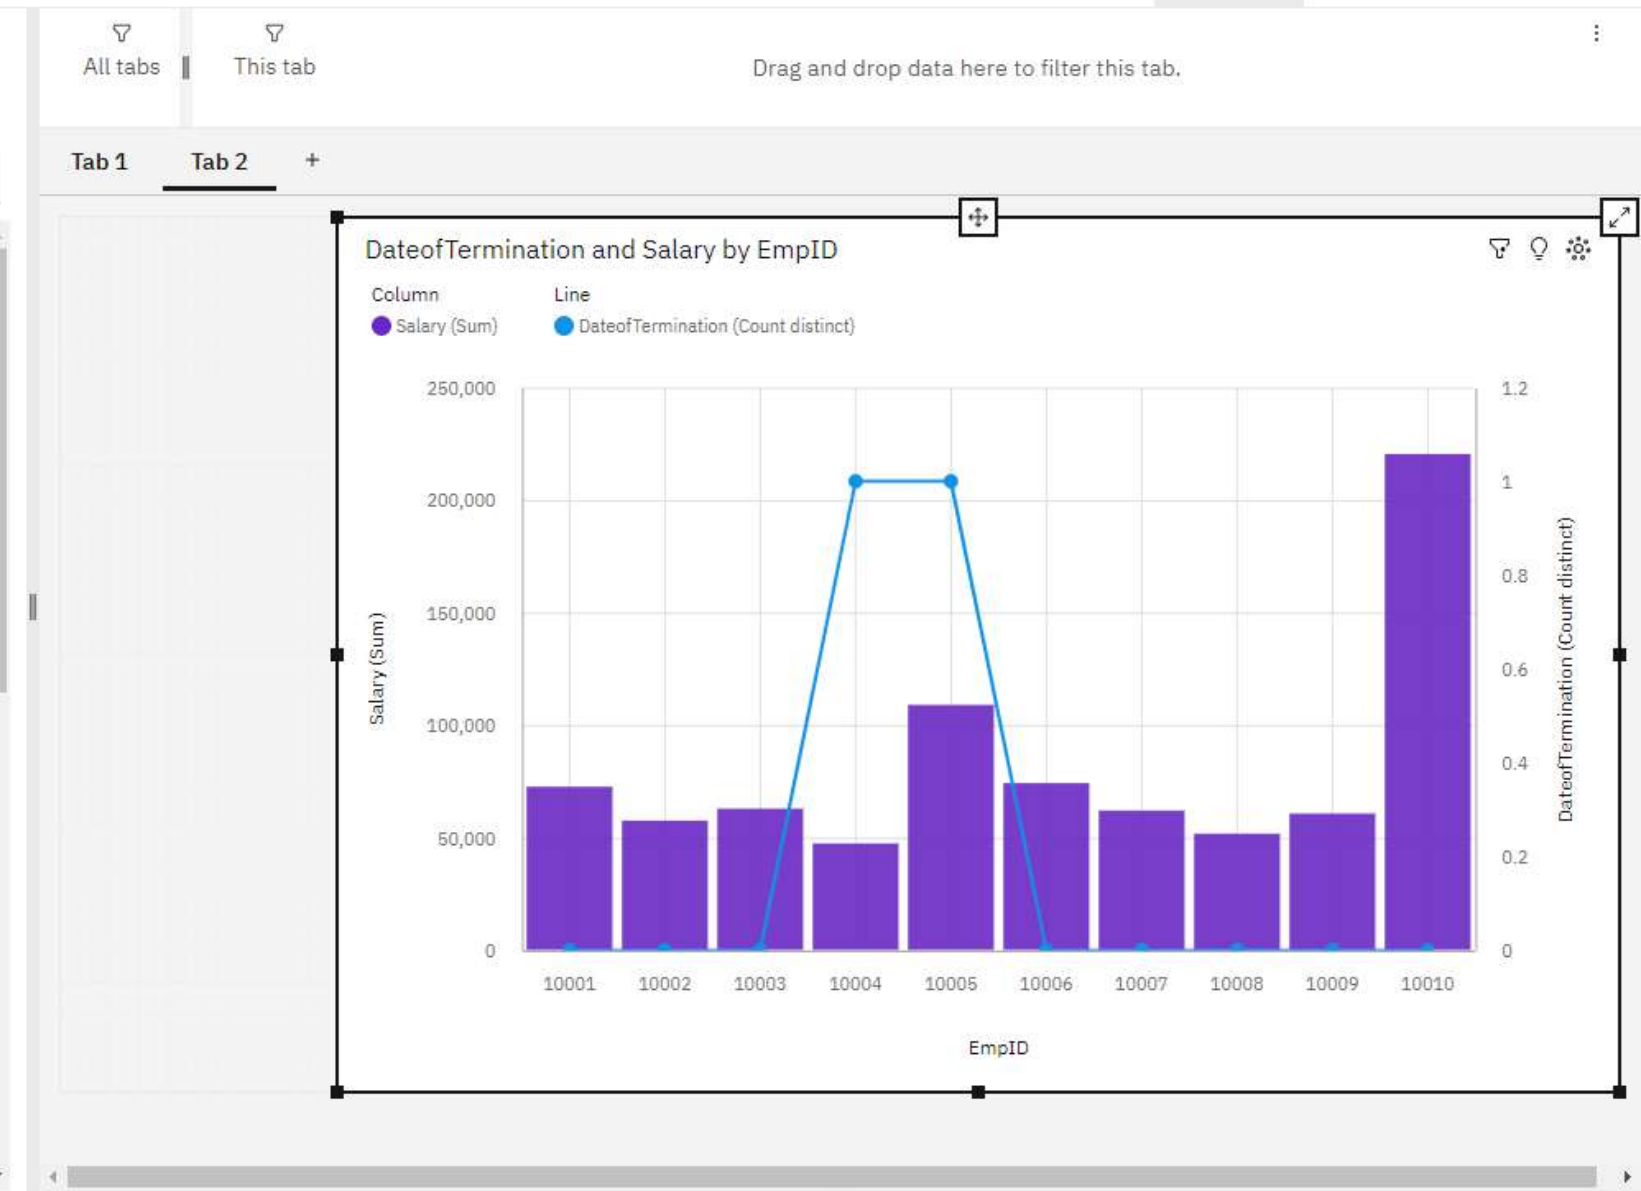 All tabs
This tab
Drag and drop data here to filter this tab.
Tab 1
Tab 2
+
DateofTermination and Salary by EmpID
Column
Line
Salary (Sum)
DateofTermination (Count distinct)
250,000
200,000
150,000
100,000
50,000
0
Salary (Sum)
1.2
1
0.8
0.6
0.4
0.2
0
DateofTermination (Count distinct)
10001 10002 10003 10004 10005 10006 10007 10008 10009 10010
EmpID